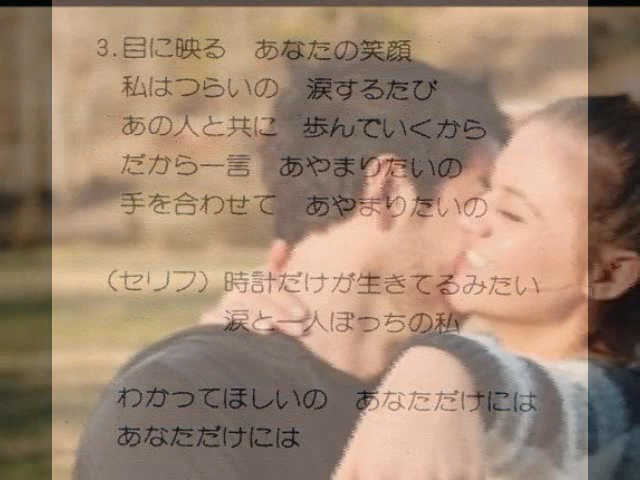 3.目に映る　あなたの笑顔
私はつらいの　涙するたび
あの人と共に　歩んでいくから
だから一言　あやまりたいの
手を合わせて　あやまりたいの
（セリフ）時計だけが生きてるみたい
涙と一人ぼっちの私
わかってほしいの　あなただけには
あなただけには